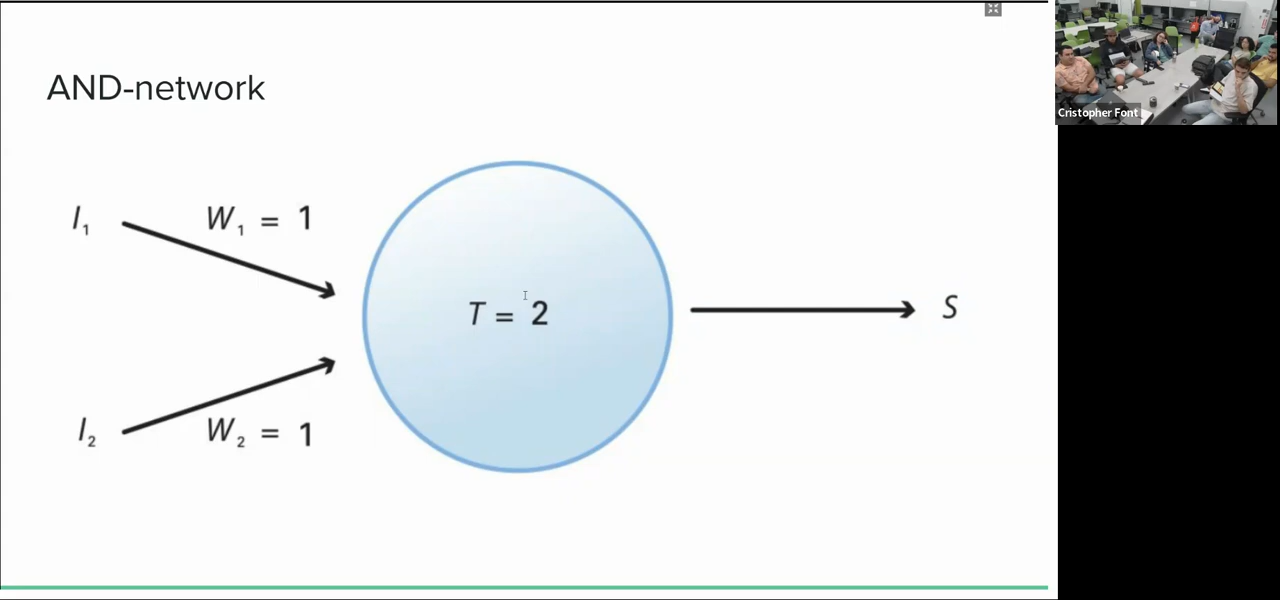 AND-network
I₁ W₁ = 1
T = 2
S
I₂ W₂ = 1
Cristopher Font